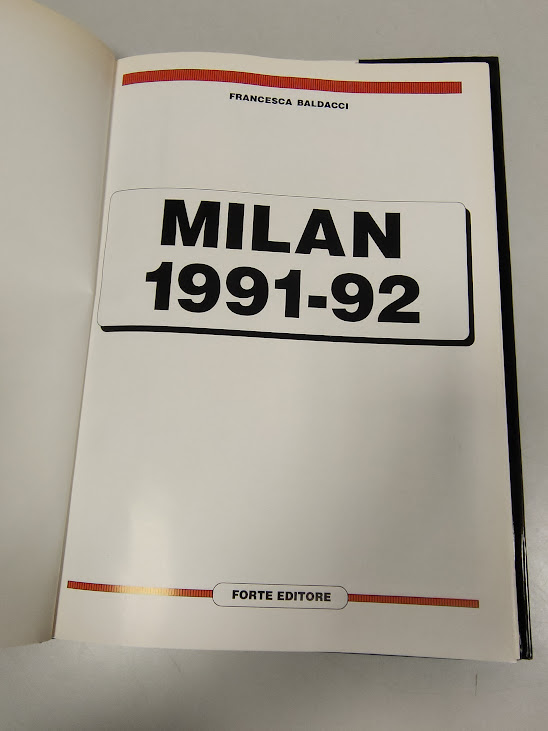 FRANCESCA BALDACCI
MILAN
1991-92
FORTE EDITORE